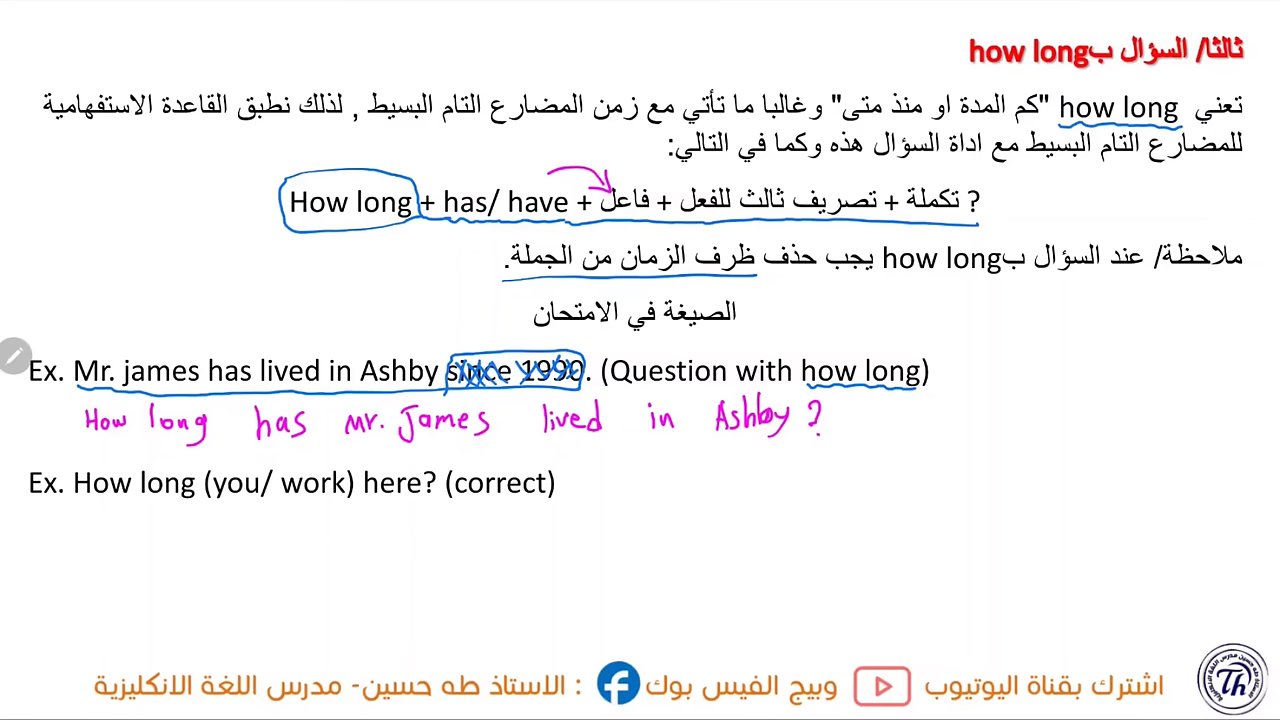 ثالثا/ السؤال بhow long
تعني how long "كم المدة او منذ متى" وغالبا ما تأتي مع زمن المضارع التام البسيط , لذلك نطبق القاعدة الاستفهامية
للمضارع التام البسيط مع اداة السؤال هذه وكما في التالي:
How long + has/ have + فاعل + تصريف ثالث للفعل + تكملة ?
ملاحظة/ عند السؤال بhow long يجب حذف ظرف الزمان من الجملة.
الصيغة في الامتحان
Ex. Mr. james has lived in Ashby since 1990. (Question with how long)
How long has Mr. James lived in Ashby ?
Ex. How long (you/ work) here? (correct)
اشترك بقناة اليوتيوب وبيج الفيس بوك : الاستاذ طه حسين- مدرس اللغة الانكليزية
Th